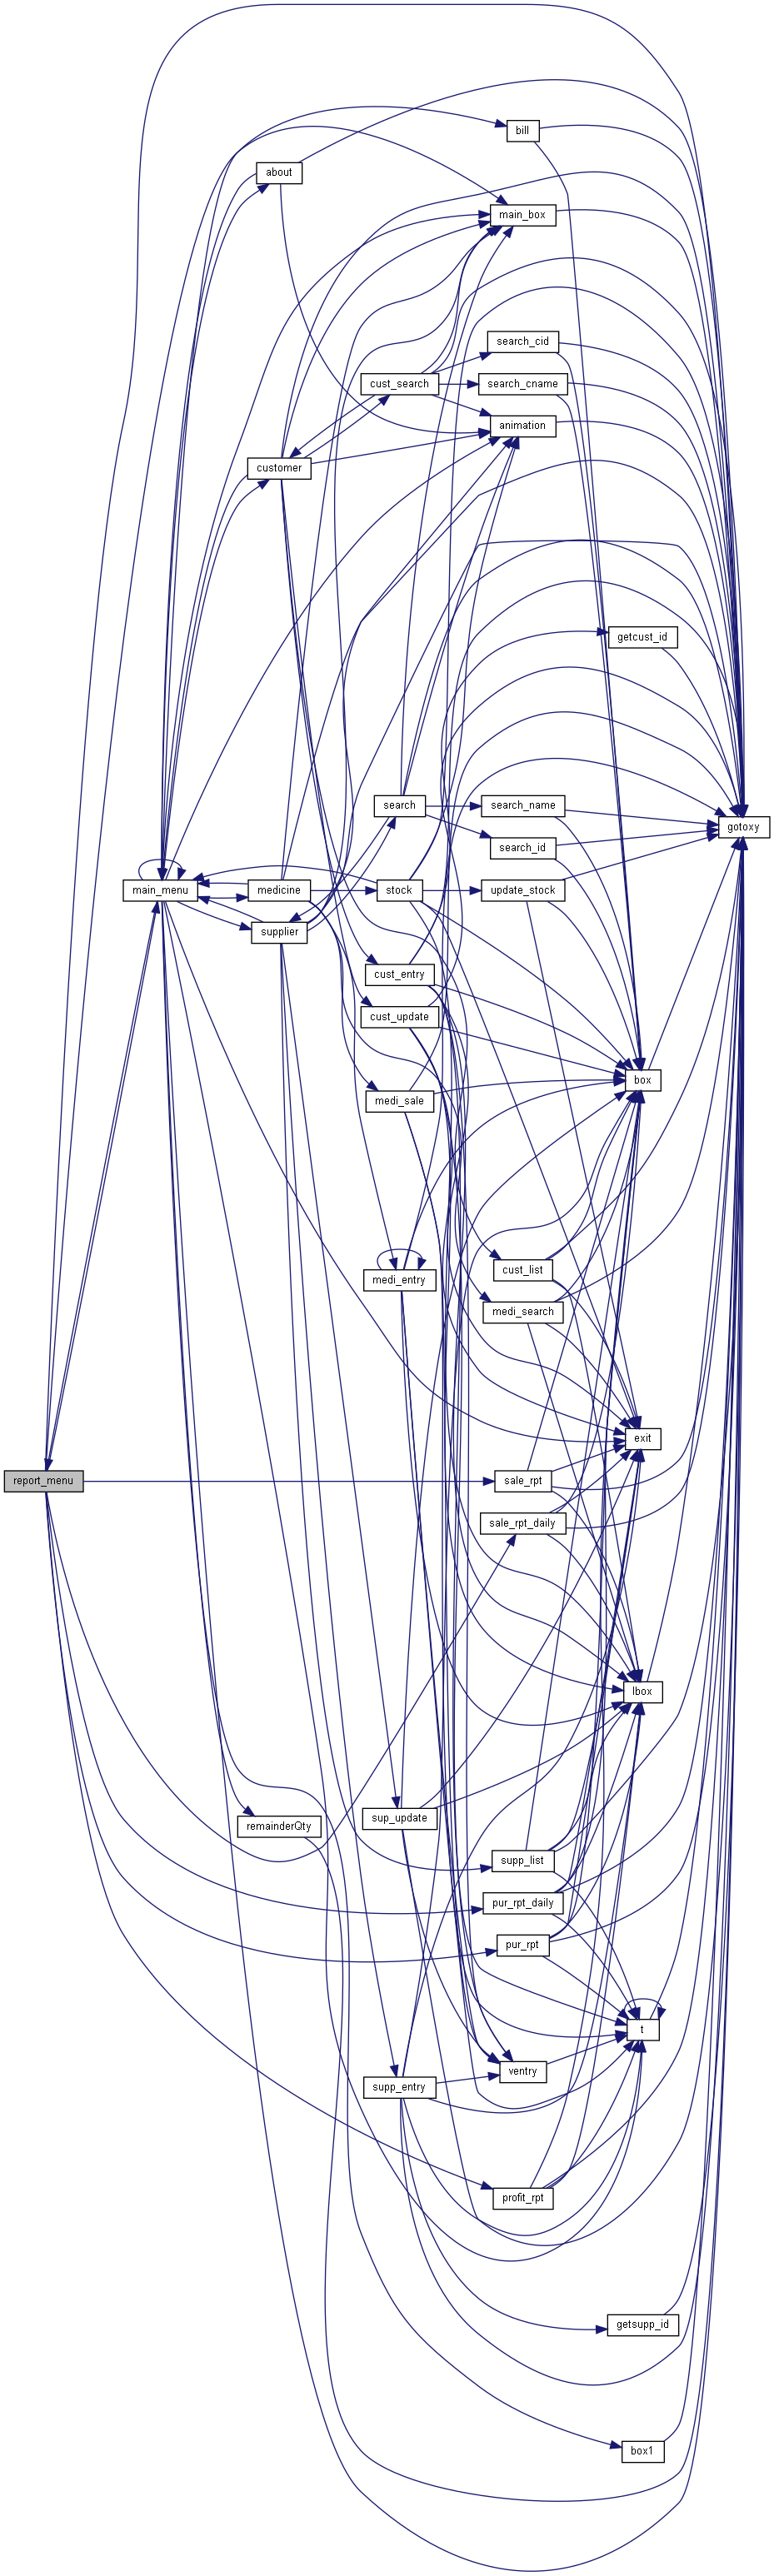 bill
about
main_box
search_cid
cust_search
search_cname
animation
customer
getcust_id
search
search_name
gotoxy
search_id
main_menu
medicine
stock
update_stock
supplier
cust_entry
cust_update
box
medi_sale
cust_list
medi_entry
medi_search
exit
report_menu
sale_rpt
sale_rpt_daily
lbox
sup_update
remainderQty
supp_list
pur_rpt_daily
pur_rpt
t
ventry
supp_entry
profit_rpt
getsupp_id
box1